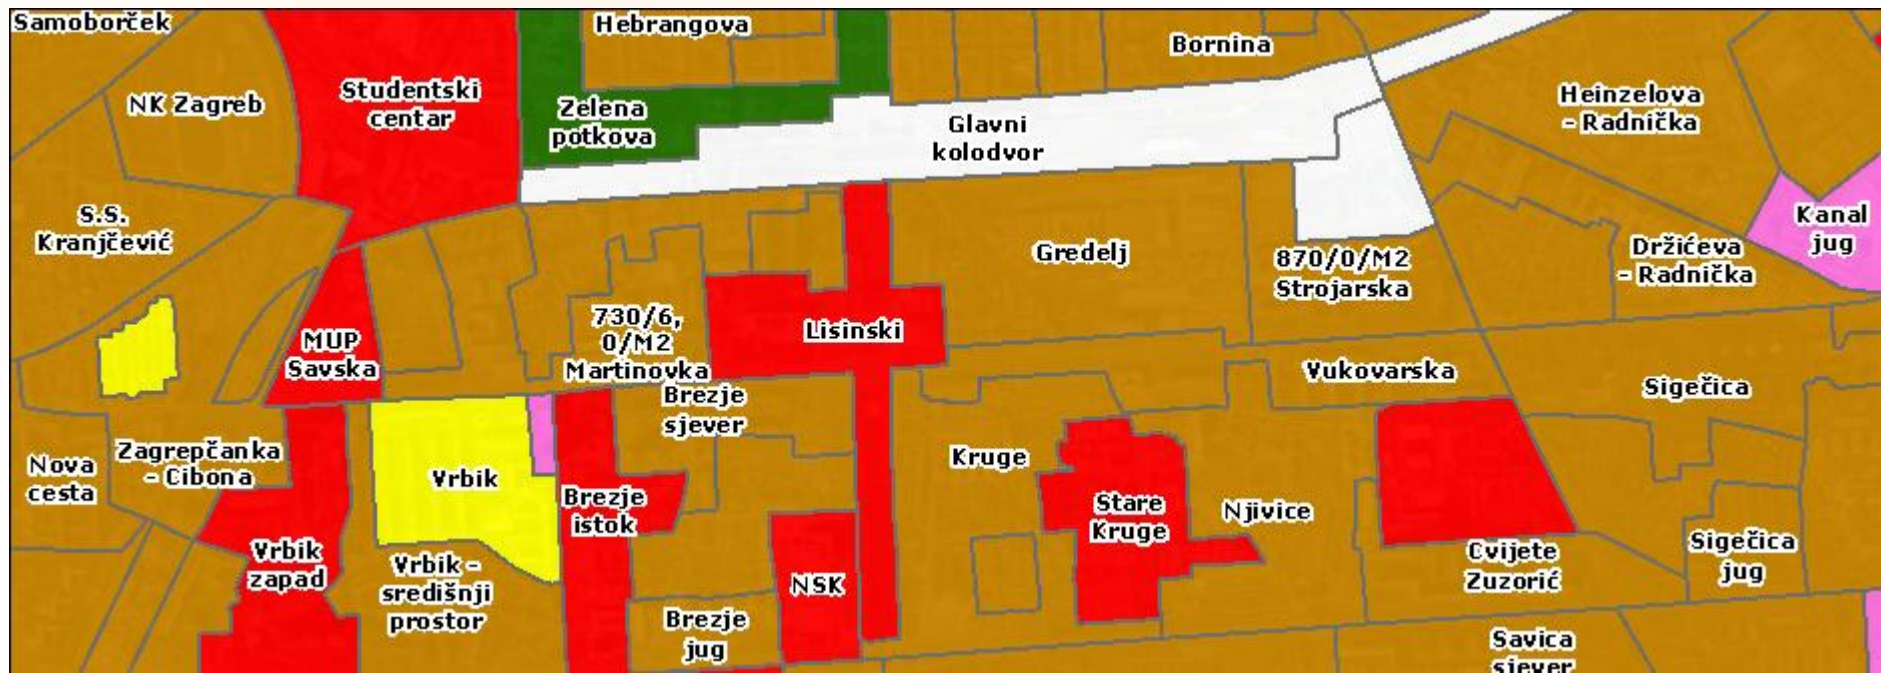 Samoborček
Hebrangova
Bornina
NK Zagreb
Studentski
centar
Zelena
potkova
Glavni
kolodvor
Heinzelova
- Radnička
S.S.
Kranjčević
Kanal
jug
Gredelj
870/0/M2
Strojarska
Držićeva
- Radnička
MUP
Savska
730/6,
0/M2
Martinovka
Lisinski
Vukovarska
Sigečica
Brezje
sjever
Nova
cesta
Zagrepčanka
- Cibona
Vrbik
Brezje
istok
Kruge
Stare
Kruge
Njivice
Vrbik
zapad
Vrbik -
središnji
prostor
NSK
Cvijete
Zuzorić
Sigečica
jug
Brezje
jug
Savica
sjever